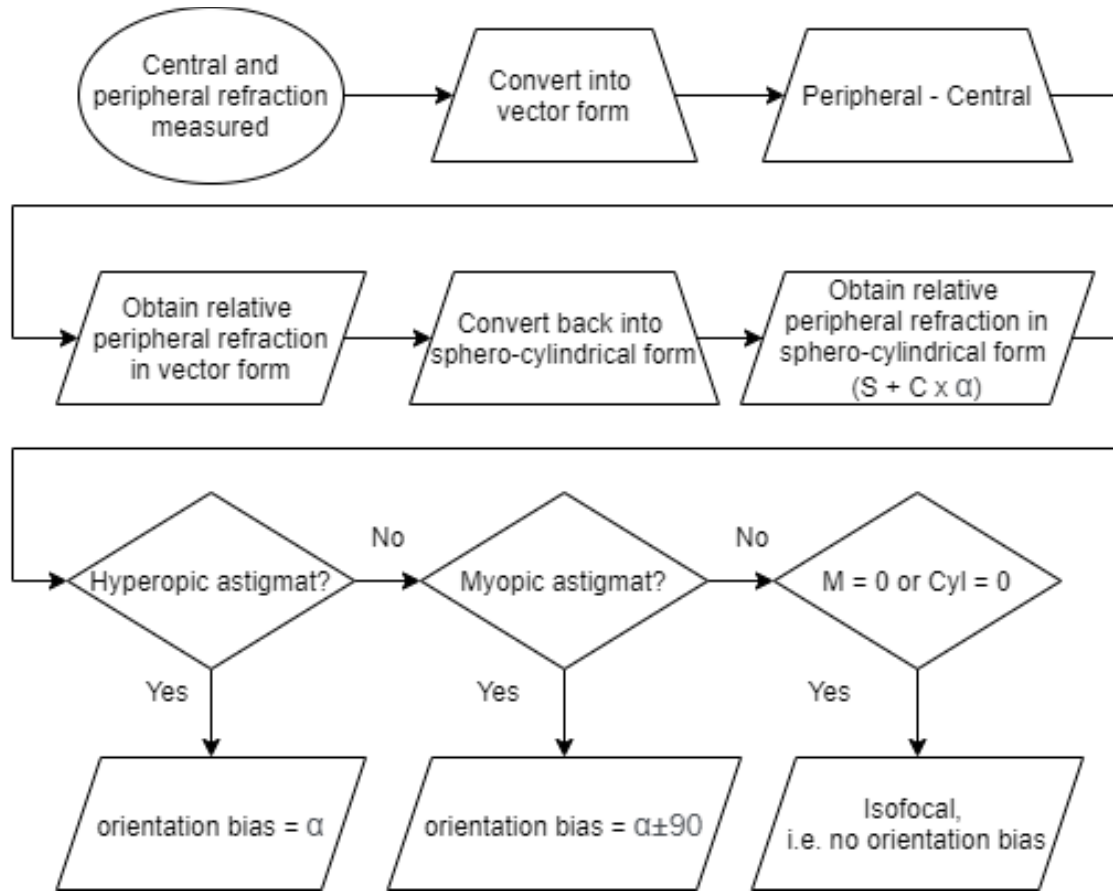 Central and
peripheral refraction
measured
Convert into
vector form
Peripheral - Central
Obtain relative
peripheral refraction
in vector form
Convert back into
sphero-cylindrical form
Obtain relative
peripheral refraction in
sphero-cylindrical form
(S + C x α)
Hyperopic astigmat?
No
Myopic astigmat?
No
M = 0 or Cyl = 0
Yes
Yes
Yes
orientation bias = α
orientation bias = α±90
Isofocal,
i.e. no orientation bias